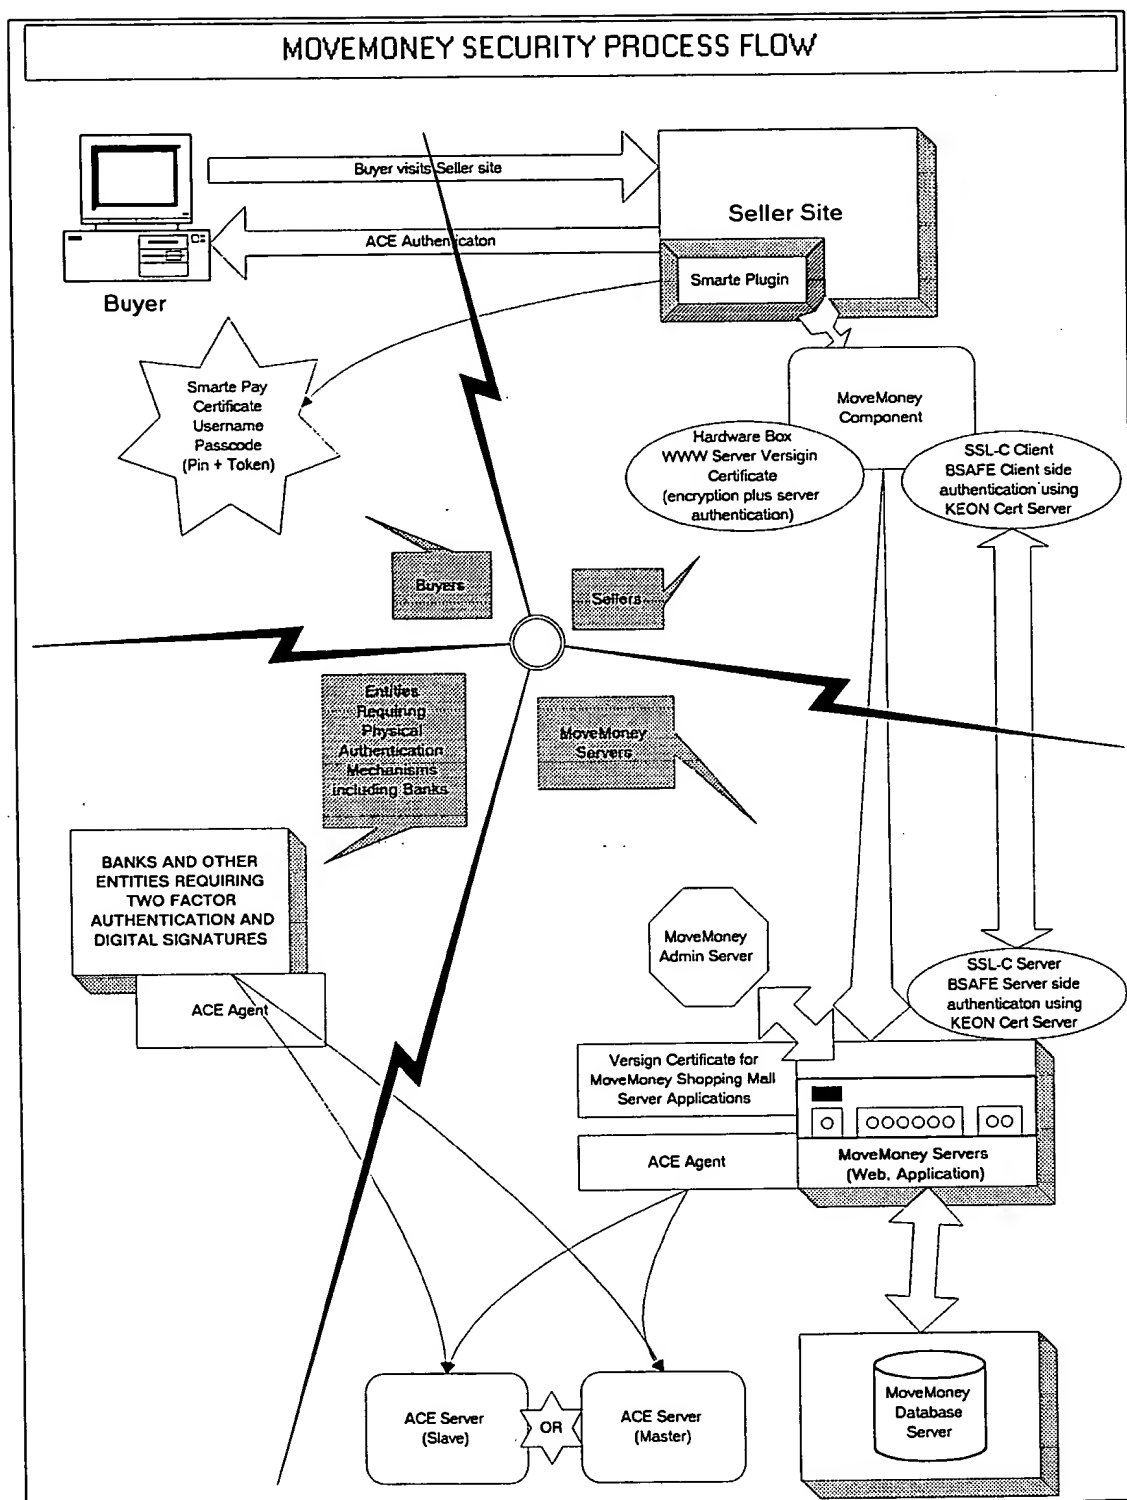 MOVEMONEY SECURITY PROCESS FLOW
Buyer visits Seller site
Seller Site
ACE Authenticaton
Smarte Plugin
Buyer
Smarte Pay
Certificate
Username
Passcode
(Pin + Token)
MoveMoney
Component
Hardware Box
WWW Server Versigin
Certificate
(encryption plus server
authentication)
SSL-C Client
BSAFE Client side
authentication using
KEON Cert Server
Buyers
Sellers
Entities
Requiring
Physical
Authentication
Mechanisms
including Banks
MoveMoney
Servers
BANKS AND OTHER
ENTITIES REQUIRING
TWO FACTOR
AUTHENTICATION AND
DIGITAL SIGNATURES
ACE Agent
MoveMoney
Admin Server
SSL-C Server
BSAFE Server side
authenticaton using
KEON Cert Server
Versign Certificate for
MoveMoney Shopping Mall
Server Applications
ACE Agent
MoveMoney Servers
(Web, Application)
ACE Server
(Slave)
OR
ACE Server
(Master)
MoveMoney
Database
Server